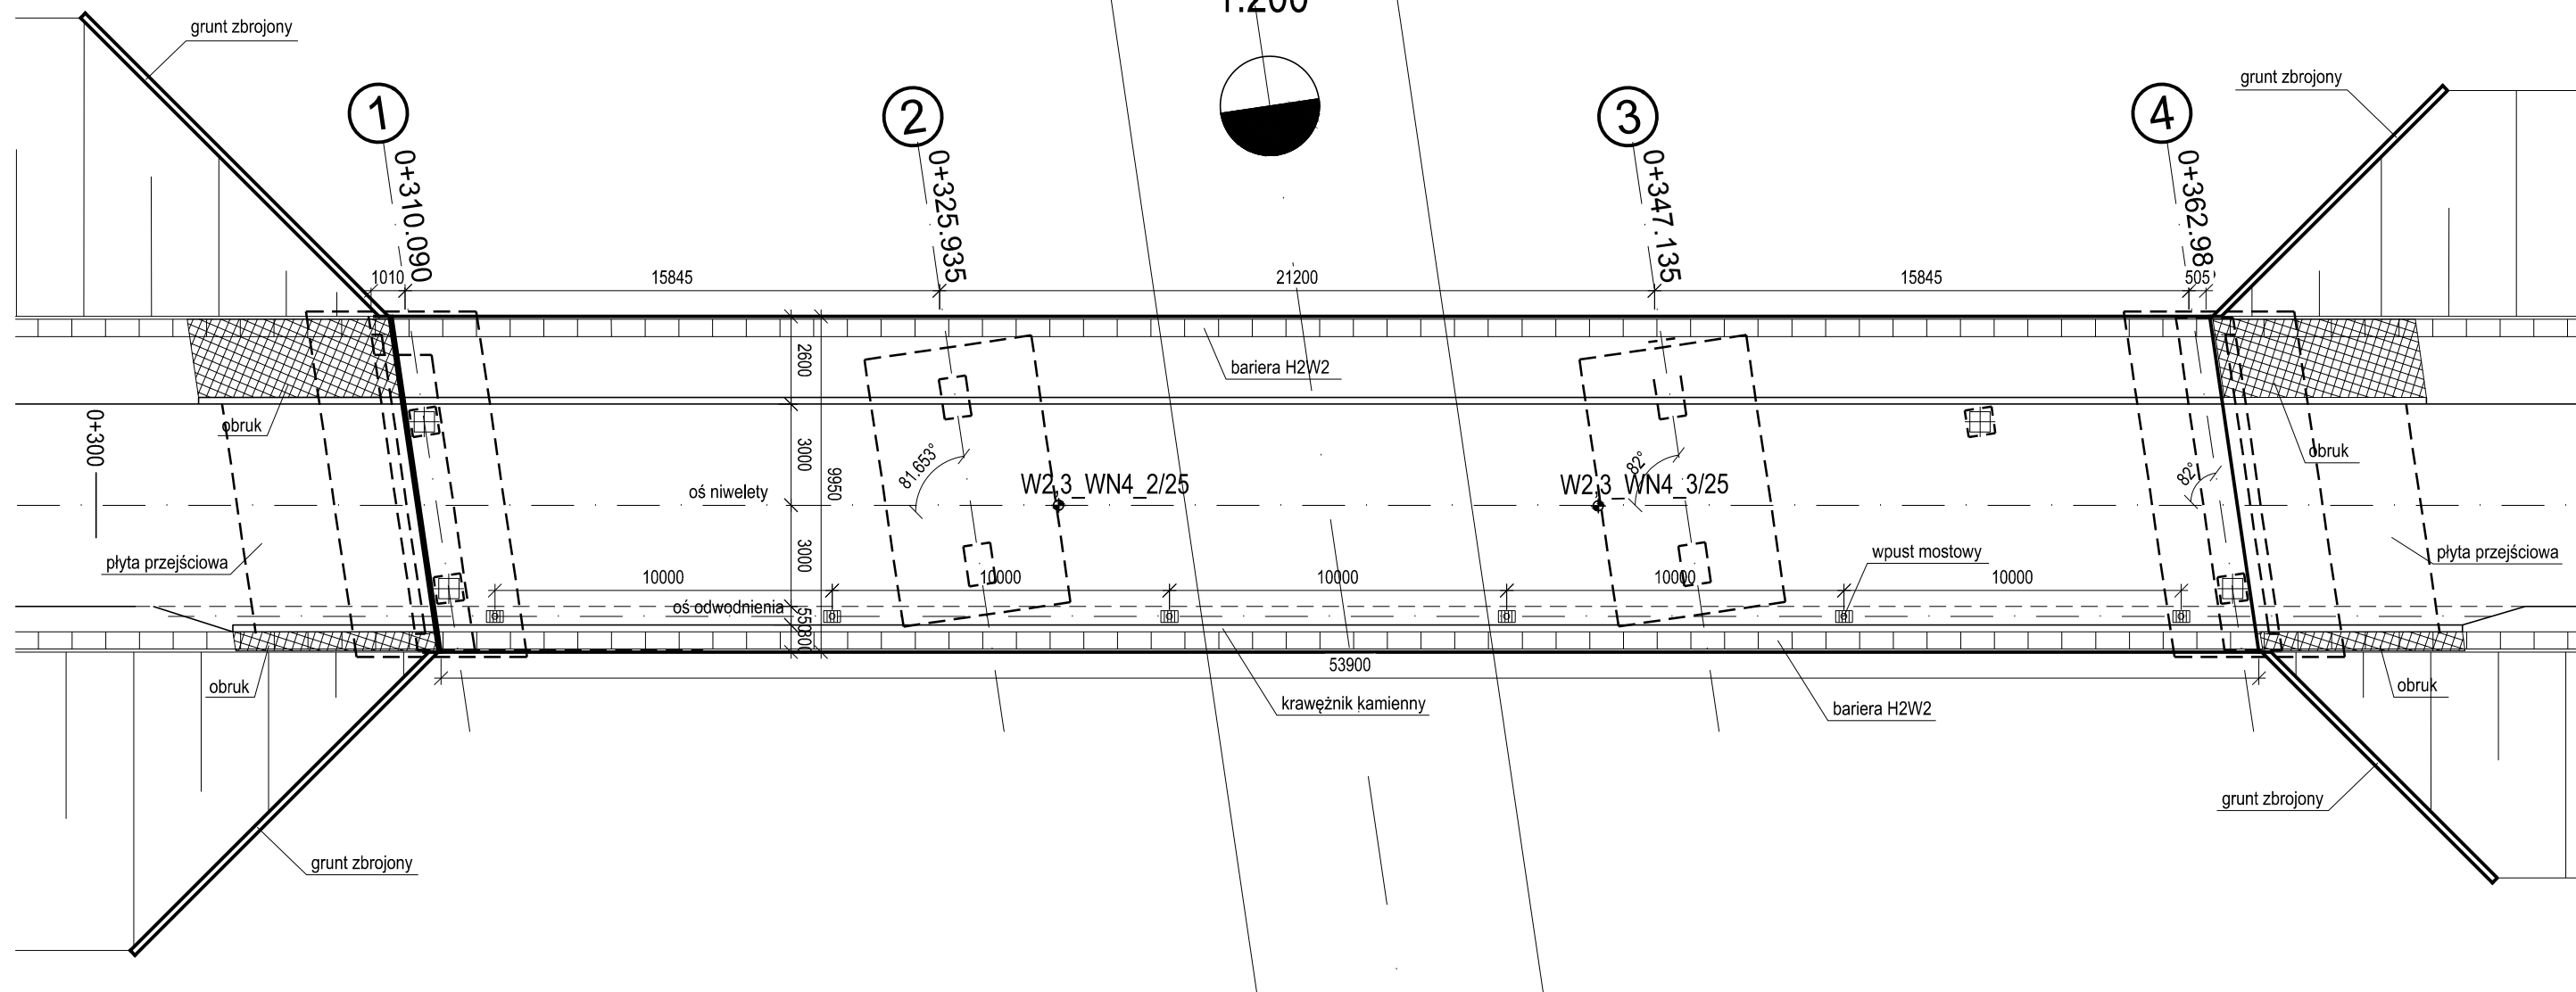 1:200
grunt zbrojony
grunt zbrojony
1
2
3
4
0+310.090
0+325.935
0+347.135
0+362.98
1010
15845
21200
15845
505
2600
bariera H2W2
obruk
0+300
3000
9950
81.653°
82°
82°
obruk
oś niwelety
W2,3_WN4_2/25
W2,3_WN4_3/25
płyta przejściowa
3000
wpust mostowy
płyta przejściowa
10000
10000
10000
10000
10000
oś odwodnienia
550
800
53900
obruk
krawężnik kamienny
bariera H2W2
obruk
grunt zbrojony
grunt zbrojony